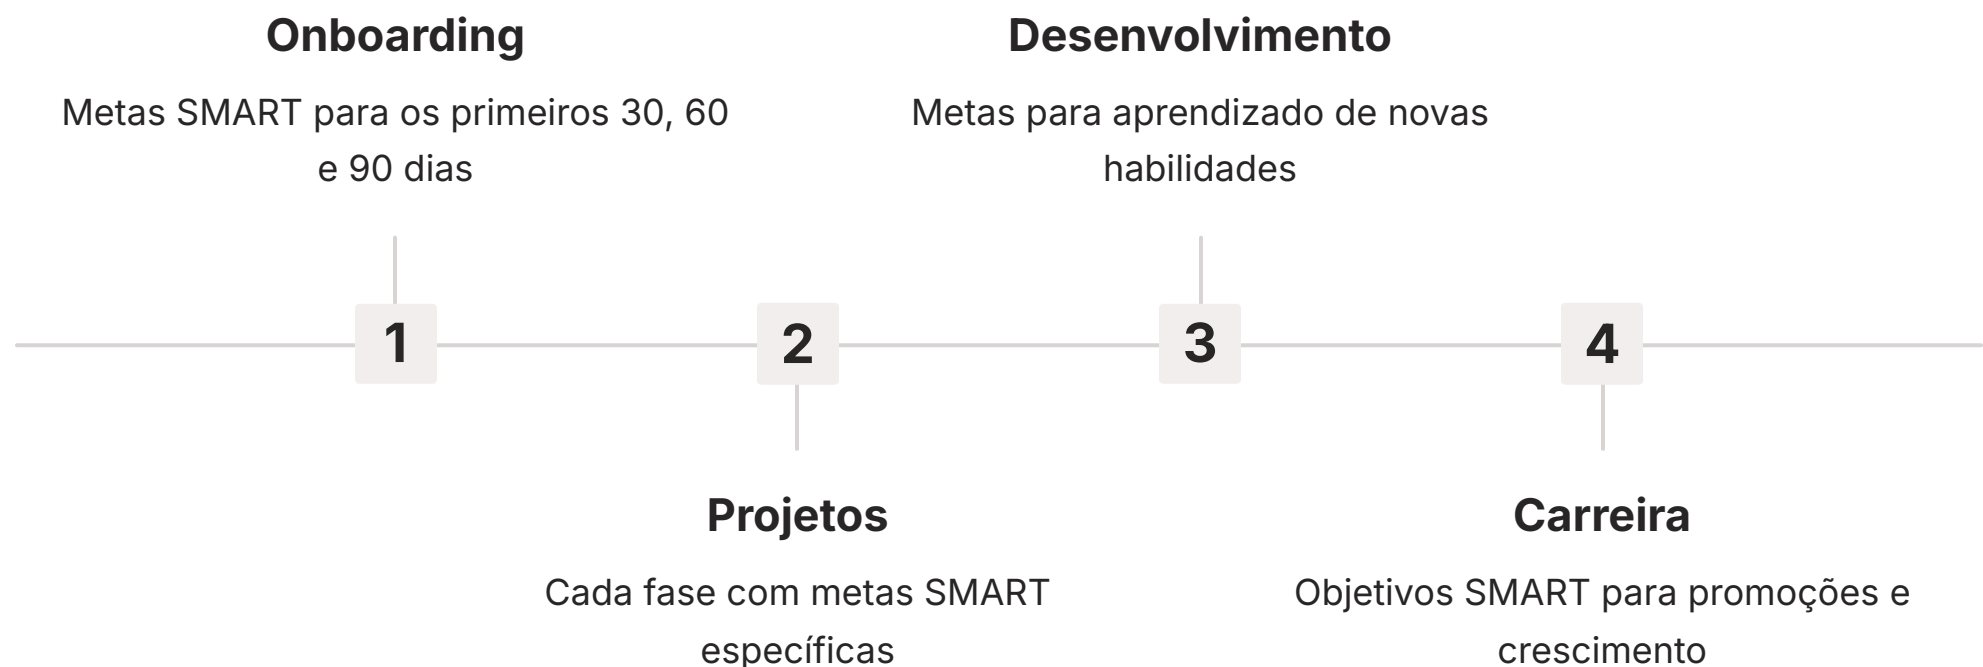 Onboarding
Metas SMART para os primeiros 30, 60
e 90 dias
Desenvolvimento
Metas para aprendizado de novas
habilidades
1
2
3
4
Projetos
Cada fase com metas SMART
específicas
Carreira
Objetivos SMART para promoções e
crescimento